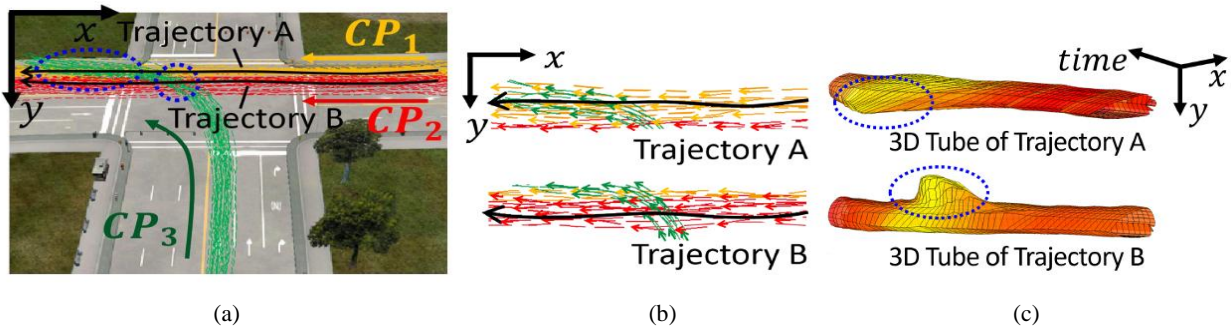 x
Trajectory A
CP1
y
Trajectory B
CP2
CP3
(a)
x
y
Trajectory A
Trajectory B
(b)
time
x
y
3D Tube of Trajectory A
3D Tube of Trajectory B
(c)